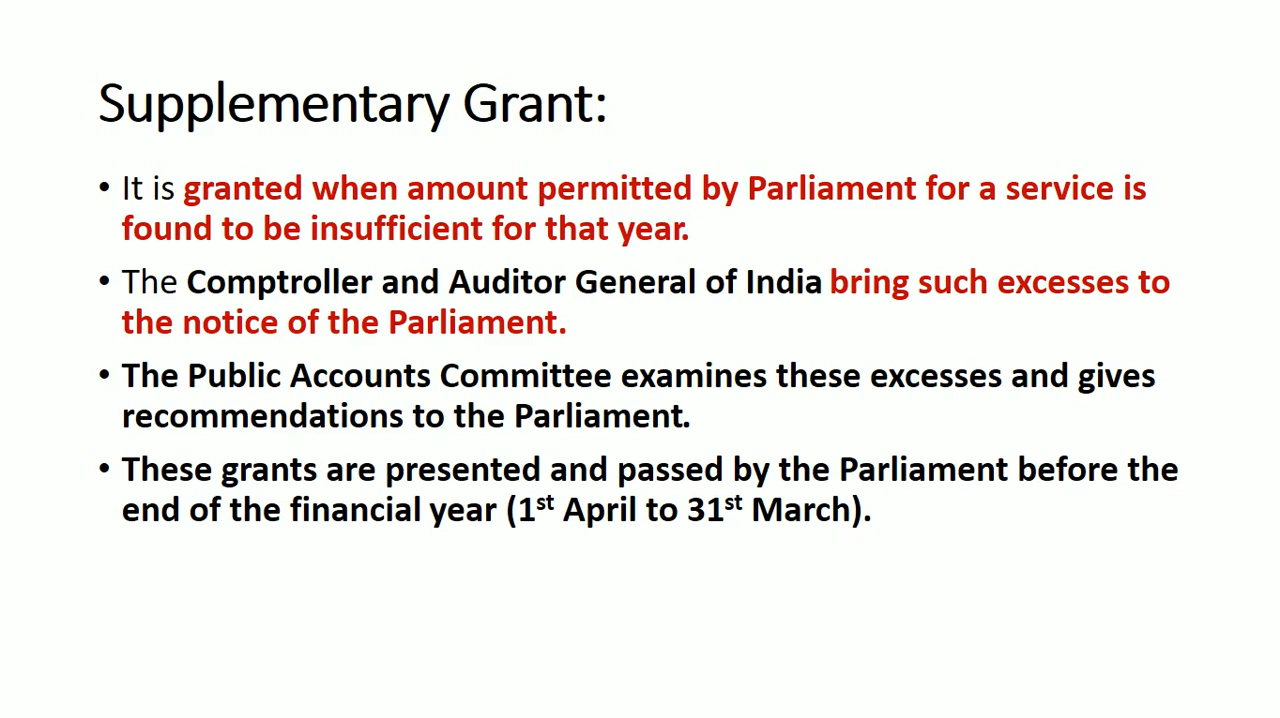 Supplementary Grant:
• It is granted when amount permitted by Parliament for a service is
found to be insufficient for that year.
• The Comptroller and Auditor General of India bring such excesses to
the notice of the Parliament.
• The Public Accounts Committee examines these excesses and gives
recommendations to the Parliament.
• These grants are presented and passed by the Parliament before the
end of the financial year (1st April to 31st March).